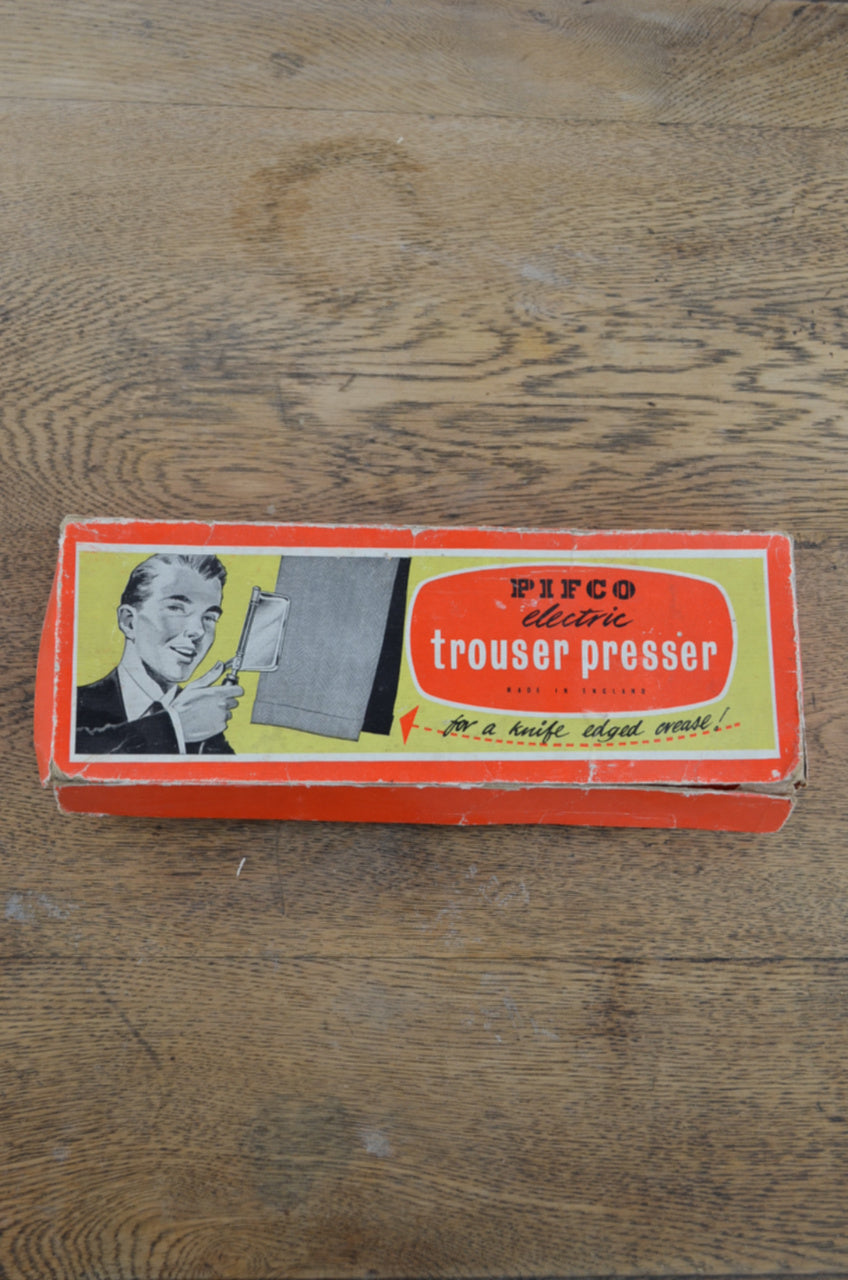 PIFCO
electric
trouser presser
MADE IN ENGLAND
for a knife edged crease!